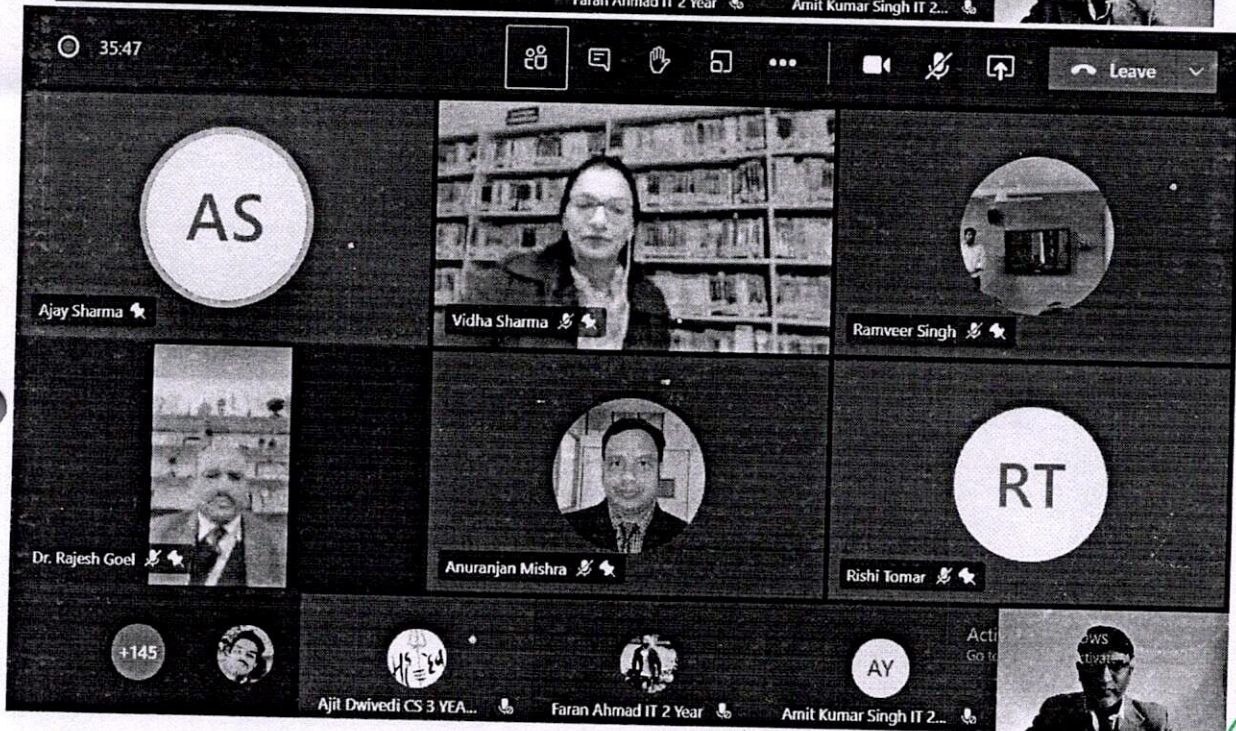 Faran Ahmad IT 2 Year
Amit Kumar Singh IT 2...
35:47
Leave
AS
Ajay Sharma
Vidha Sharma
Ramveer Singh
Dr. Rajesh Goel
Anuranjan Mishra
RT
Rishi Tomar
+145
Ajit Dwivedi CS 3 YEA...
Faran Ahmad IT 2 Year
AY
Amit Kumar Singh IT 2...